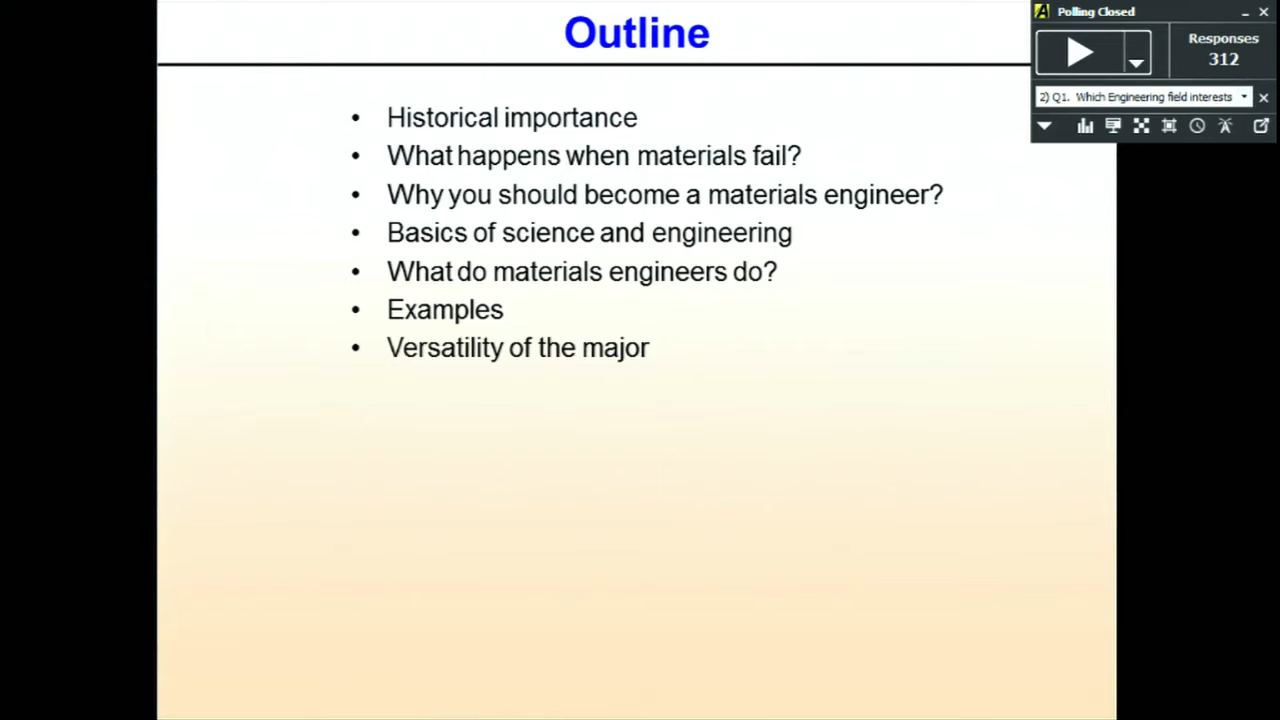 Outline
Polling Closed
Responses
312
2) Q1. Which Engineering field interests
• Historical importance
• What happens when materials fail?
• Why you should become a materials engineer?
• Basics of science and engineering
• What do materials engineers do?
• Examples
• Versatility of the major